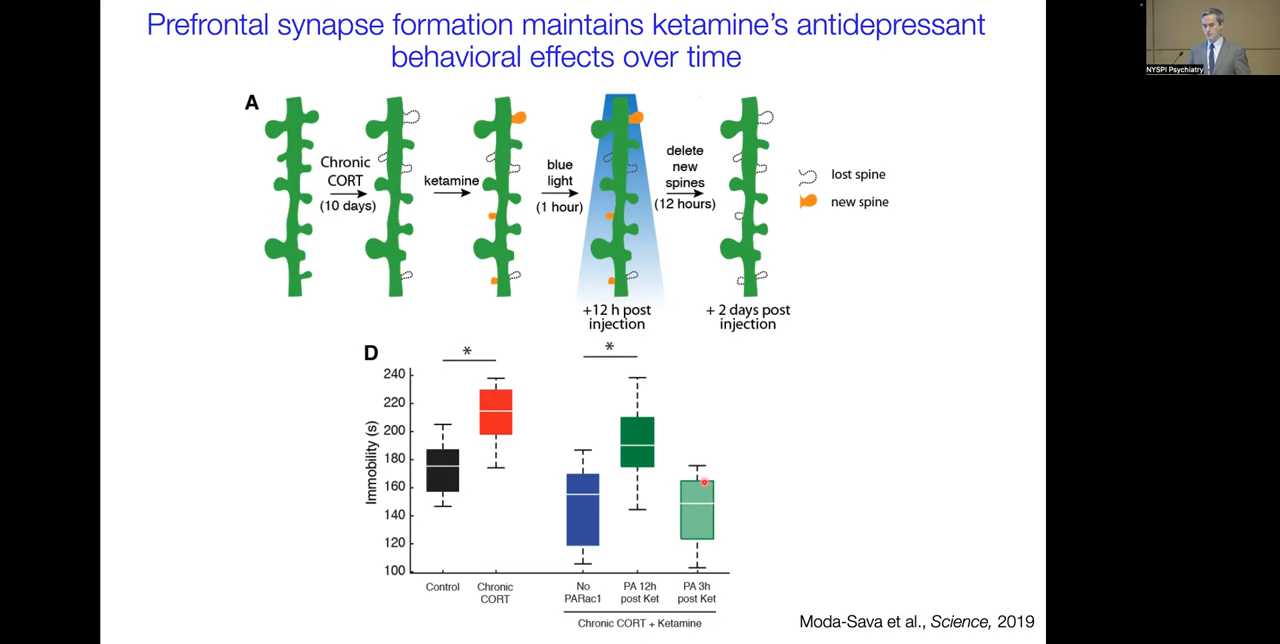 Prefrontal synapse formation maintains ketamine's antidepressant
behavioral effects over time
NYSPI Psychiatry
A
Chronic
CORT
(10 days)
ketamine
blue
light
(1 hour)
delete
new
spines
(12 hours)
lost spine
new spine
+12 h post
injection
+ 2 days post
injection
D
*
*
Immobility (s)
240
220
200
180
160
140
120
100
Control
Chronic
CORT
No
PARac1
PA 12h
post Ket
PA 3h
post Ket
Chronic CORT + Ketamine
Moda-Sava et al., Science, 2019